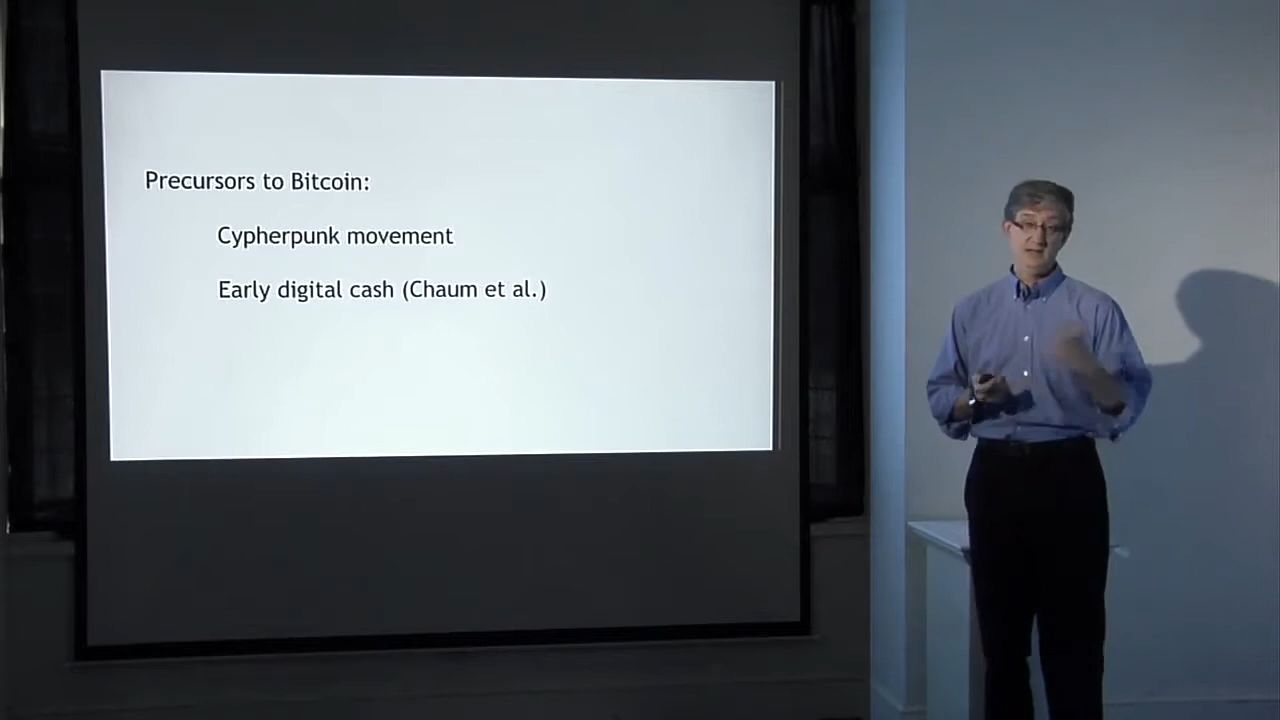 Precursors to Bitcoin:
Cypherpunk movement
Early digital cash (Chaum et al.)